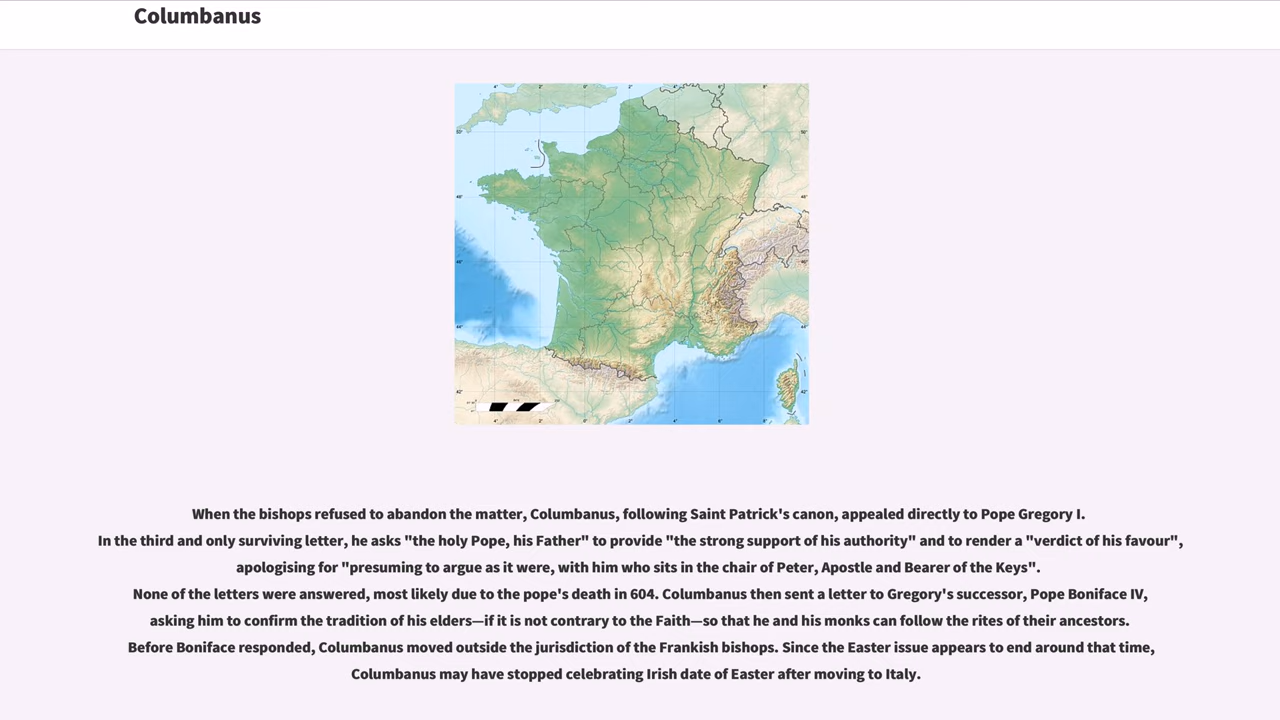 Columbanus
When the bishops refused to abandon the matter, Columbanus, following Saint Patrick's canon, appealed directly to Pope Gregory I.
In the third and only surviving letter, he asks "the holy Pope, his Father" to provide "the strong support of his authority" and to render a "verdict of his favour",
apologising for "presuming to argue as it were, with him who sits in the chair of Peter, Apostle and Bearer of the Keys".
None of the letters were answered, most likely due to the pope's death in 604. Columbanus then sent a letter to Gregory's successor, Pope Boniface IV,
asking him to confirm the tradition of his elders—if it is not contrary to the Faith—so that he and his monks can follow the rites of their ancestors.
Before Boniface responded, Columbanus moved outside the jurisdiction of the Frankish bishops. Since the Easter issue appears to end around that time,
Columbanus may have stopped celebrating Irish date of Easter after moving to Italy.